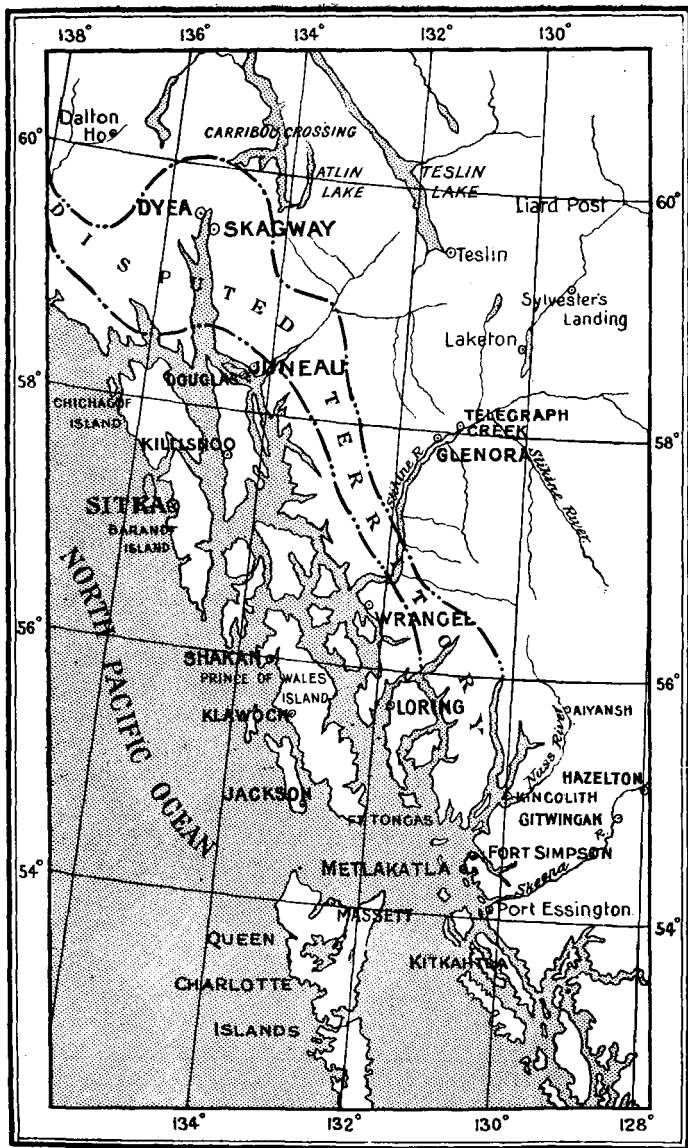 138° 136° 134° 132° 130°
Dalton
Ho.
60°
CARRIBOU CROSSING
ATLIN
LAKE
TESLIN
LAKE
60°
Liard Post
DYEA
SKAGWAY
DISPUTED TERRITORY
Teslin
Sylvester's
Landing
Laketon
58°
DOUGLAS
JUNEAU
CHICHAGOF
ISLAND
KILLISNOO
TELEGRAPH
CREEK
58°
GLENORA
Stikine R.
Stikine River
SITKA
BARANOF
ISLAND
NORTH PACIFIC OCEAN
56°
WRANGEL
SHAKAN
PRINCE OF WALES
ISLAND
56°
KLAWOCK
LORING
AIYANSH
Nass River
HAZELTON
JACKSON
KINCOLITH
GITWINGAK
FT TONGAS
FORT SIMPSON
METLAKATLA
Skeena R.
54°
MASSETT
Port Essington
54°
QUEEN
CHARLOTTE
ISLANDS
KITKAHTLA
134° 132° 130° 128°